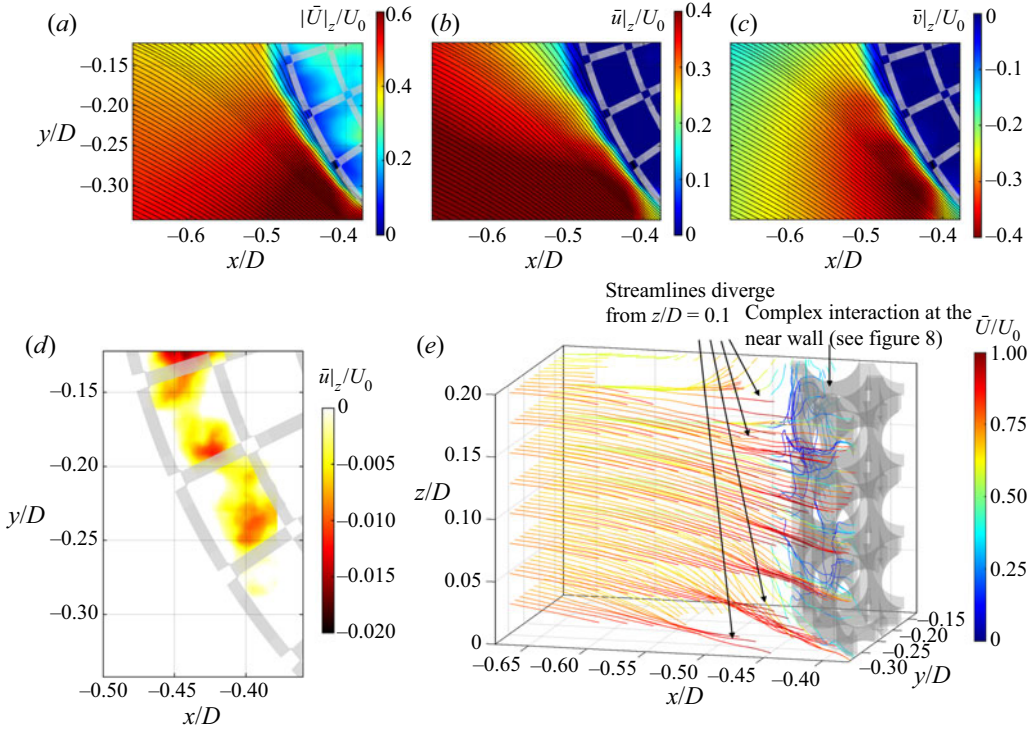 (a) |Ū|z/U0 0.6 (b) ū|z/U0 0.4 (c) v̄|z/U0 0
−0.15 −0.20 −0.25 −0.30
y/D
0.4 0.2 0
0.3 0.2 0.1 0
−0.1 −0.2 −0.3 −0.4
−0.6 −0.5 −0.4 −0.6 −0.5 −0.4 −0.6 −0.5 −0.4
x/D x/D x/D
(d)
ū|z/U0
0
−0.005
−0.010
−0.015
−0.020
−0.15
−0.20
y/D
−0.25
−0.30
−0.50 −0.45 −0.40
x/D
Streamlines diverge
from z/D = 0.1
Complex interaction at the
near wall (see figure 8)
(e)
Ū/U0
1.00
0.75
0.50
0.25
0
0.20
0.15
z/D
0.10
0.05
0
−0.65 −0.60 −0.55 −0.50 −0.45 −0.40
x/D
−0.15
−0.20
−0.25
−0.30
y/D